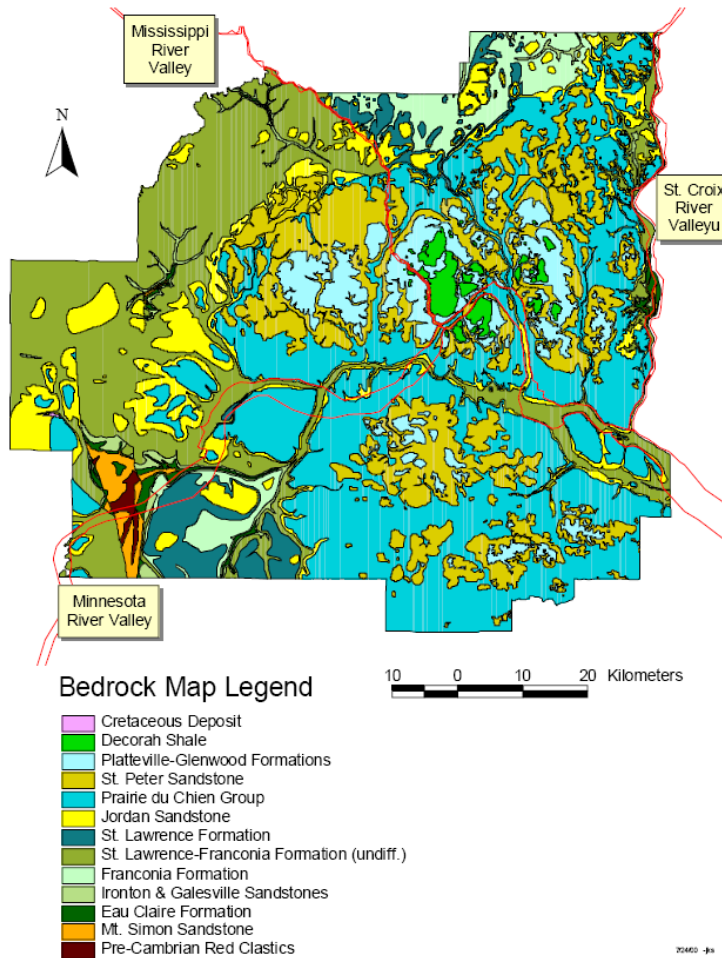 Mississippi
River
Valley
N
St. Croix
River
Valleyu
Minnesota
River Valley
10 0 10 20 Kilometers
Bedrock Map Legend
Cretaceous Deposit
Decorah Shale
Platteville-Glenwood Formations
St. Peter Sandstone
Prairie du Chien Group
Jordan Sandstone
St. Lawrence Formation
St. Lawrence-Franconia Formation (undiff.)
Franconia Formation
Ironton & Galesville Sandstones
Eau Claire Formation
Mt. Simon Sandstone
Pre-Cambrian Red Clastics